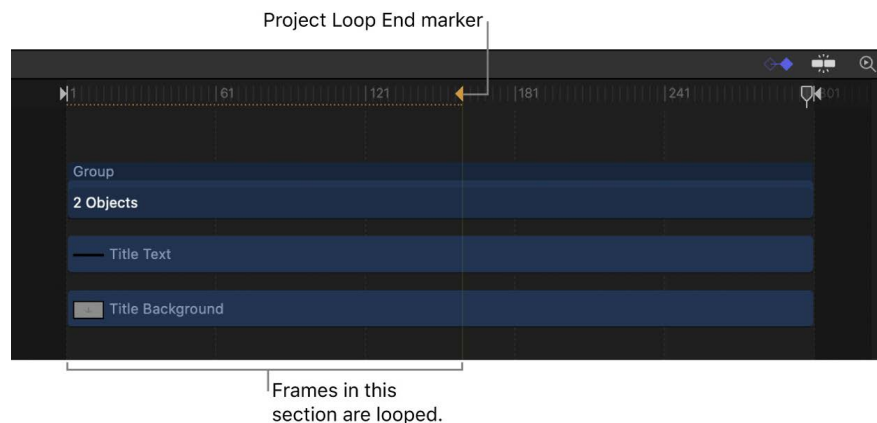 Project Loop End marker
1 61 121 181 241 301
Group
2 Objects
Title Text
Title Background
Frames in this
section are looped.